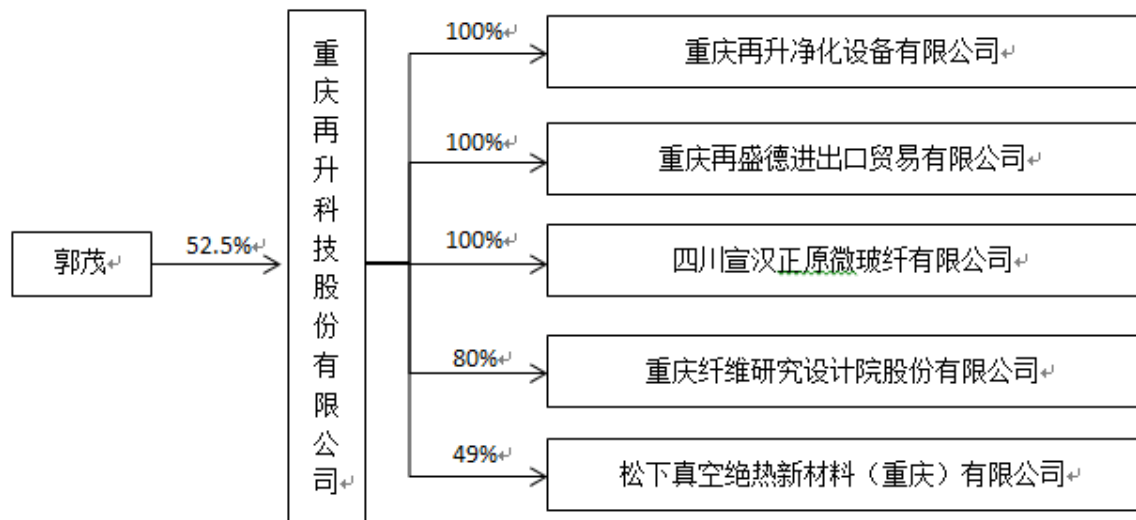 郭茂
52.5%
重庆再升科技股份有限公司
100%
重庆再升净化设备有限公司
100%
重庆再盛德进出口贸易有限公司
100%
四川宣汉正原微玻纤有限公司
80%
重庆纤维研究设计院股份有限公司
49%
松下真空绝热新材料（重庆）有限公司